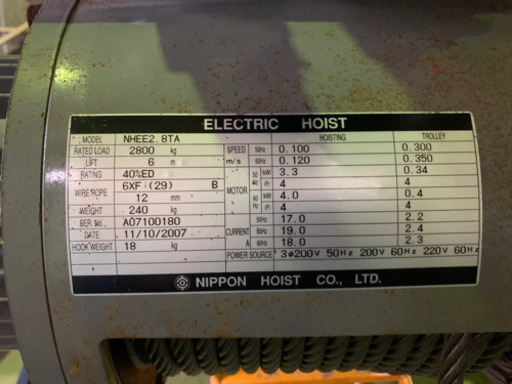 ELECTRIC HOIST
MODEL NHEE2.8TA HOISTING TROLLEY
RATED LOAD 2800 kg SPEED 50Hz 0.100 0.300
LIFT 6 m m/s 60Hz 0.120 0.350
RATING 40%ED MOTOR 50Hz kW 3.3 0.34
WIRE ROPE 6XF (29) B (P) 4 4
12 mm 60Hz kW 4.0 0.4
WEIGHT 240 kg (P) 4 4
SER. No. A07100180 CURRENT A 50Hz 17.0 2.2
DATE 11/10/2007 60Hz 19.0 2.4
HOOK WEIGHT 18 kg 60Hz 18.0 2.3
POWER SOURCE 3φ200V 50Hz 200V 60Hz 220V 60Hz
NIPPON HOIST CO., LTD.